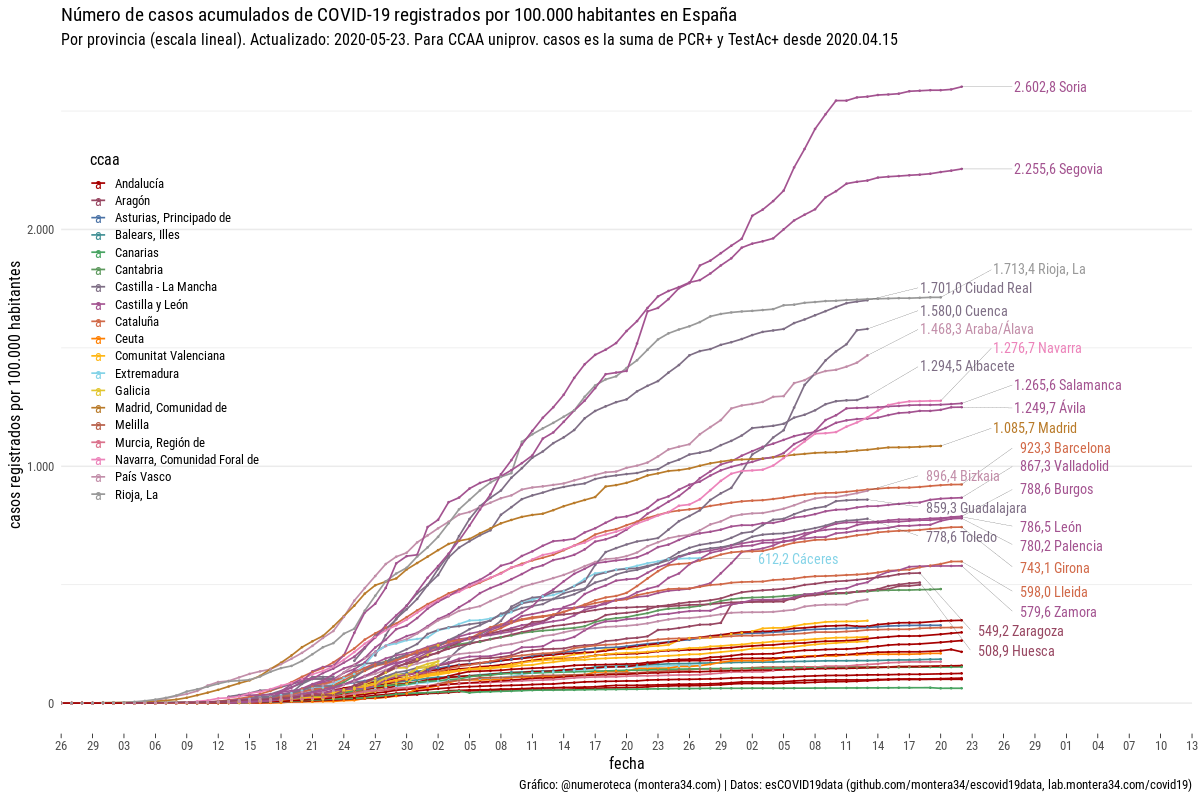 Número de casos acumulados de COVID-19 registrados por 100.000 habitantes en España
Por provincia (escala lineal). Actualizado: 2020-05-23. Para CCAA uniprov. casos es la suma de PCR+ y TestAc+ desde 2020.04.15
casos registrados por 100.000 habitantes
2.000
1.000
0
ccaa
Andalucía
Aragón
Asturias, Principado de
Balears, Illes
Canarias
Cantabria
Castilla - La Mancha
Castilla y León
Cataluña
Ceuta
Comunitat Valenciana
Extremadura
Galicia
Madrid, Comunidad de
Melilla
Murcia, Región de
Navarra, Comunidad Foral de
País Vasco
Rioja, La
2.602,8 Soria
2.255,6 Segovia
1.713,4 Rioja, La
1.701,0 Ciudad Real
1.580,0 Cuenca
1.468,3 Araba/Álava
1.276,7 Navarra
1.294,5 Albacete
1.265,6 Salamanca
1.249,7 Ávila
1.085,7 Madrid
923,3 Barcelona
867,3 Valladolid
896,4 Bizkaia
788,6 Burgos
859,3 Guadalajara
786,5 León
778,6 Toledo
780,2 Palencia
612,2 Cáceres
743,1 Girona
598,0 Lleida
579,6 Zamora
549,2 Zaragoza
508,9 Huesca
26 29 03 06 09 12 15 18 21 24 27 30 02 05 08 11 14 17 20 23 26 29 02 05 08 11 14 17 20 23 26 29 01 04 07 10 13
fecha
Gráfico: @numeroteca (montera34.com) | Datos: esCOVID19data (github.com/montera34/escovid19data, lab.montera34.com/covid19)